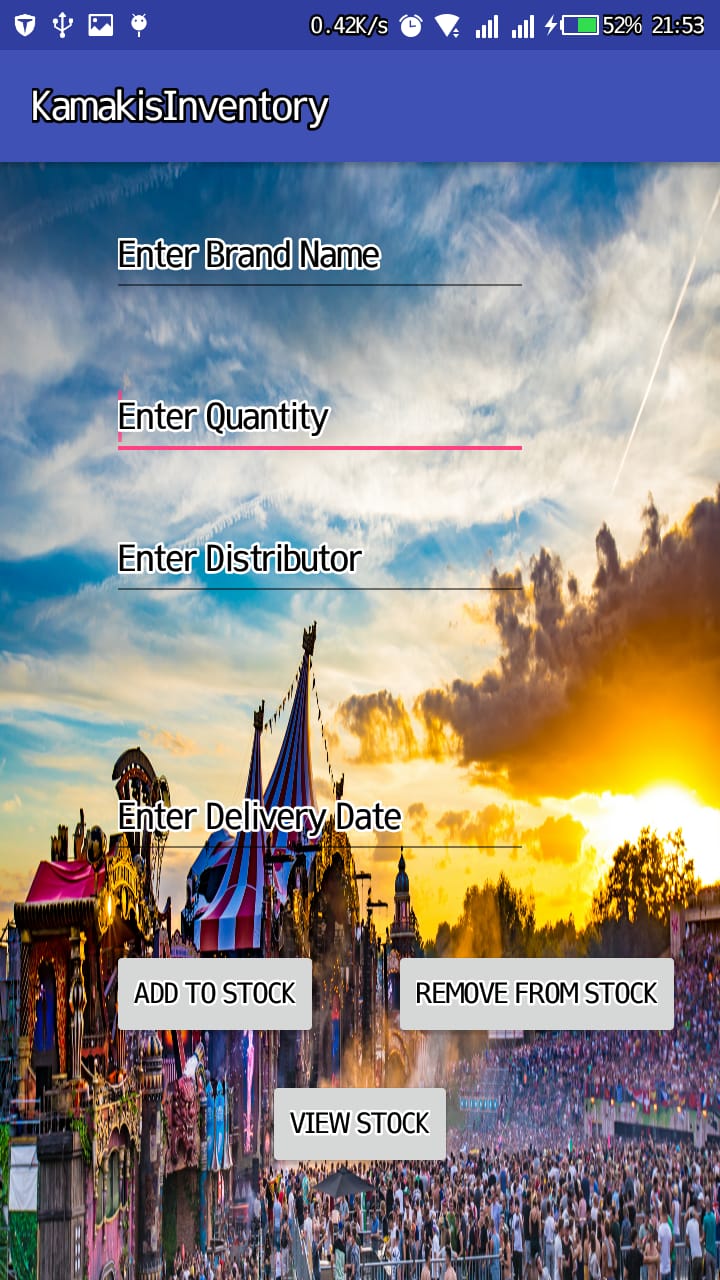 0.42K/s 52% 21:53
KamakisInventory
Enter Brand Name
Enter Quantity
Enter Distributor
Enter Delivery Date
ADD TO STOCK REMOVE FROM STOCK
VIEW STOCK